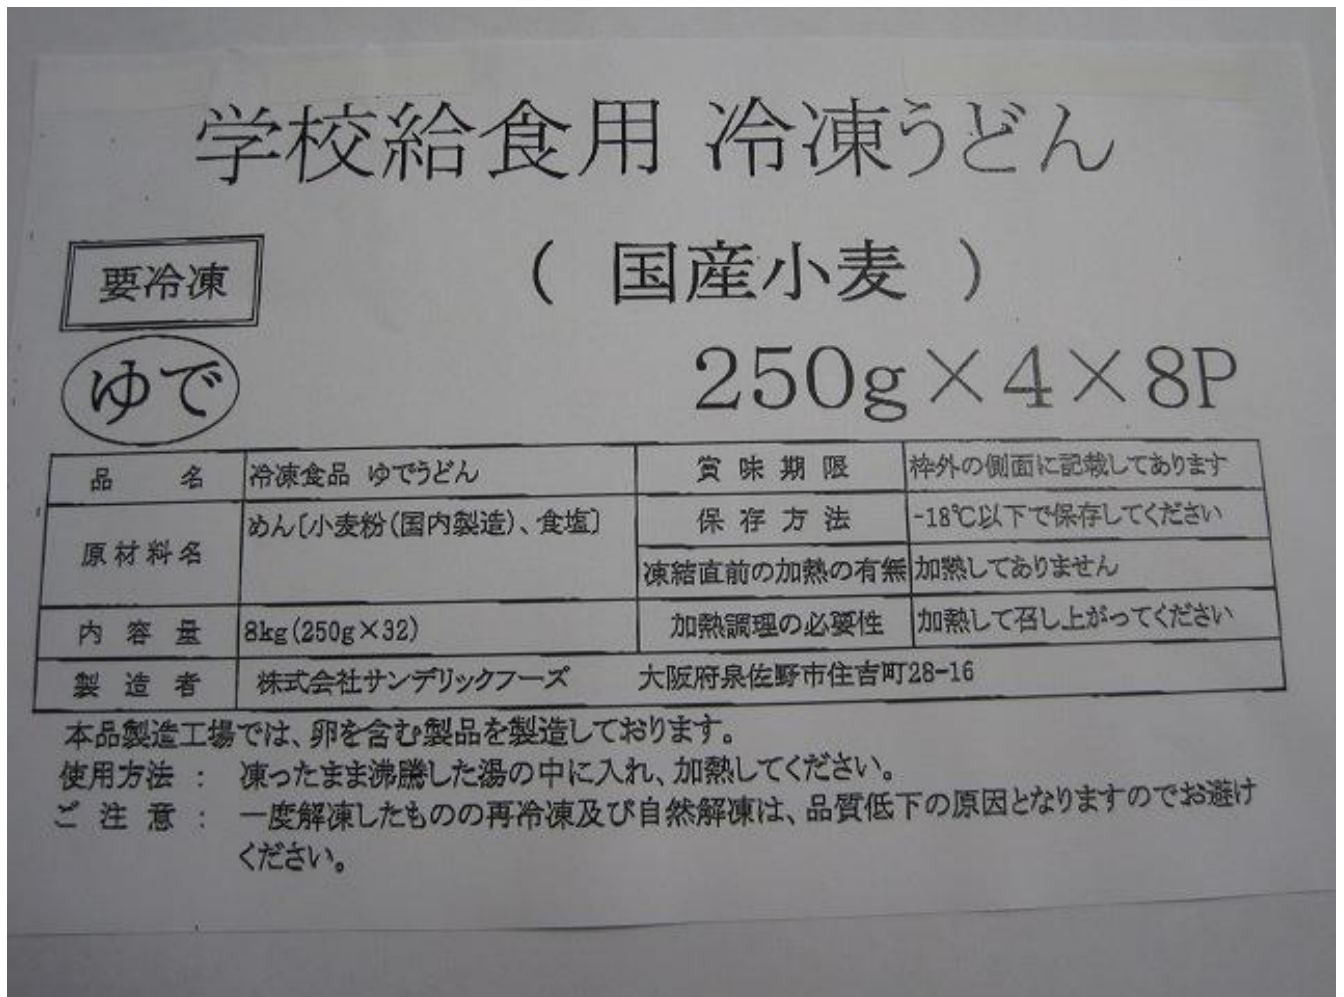 学校給食用 冷凍うどん
要冷凍
( 国産小麦 )
ゆで
250g×4×8P
品名 冷凍食品 ゆでうどん 賞味期限 枠外の側面に記載してあります
原材料名 めん〔小麦粉(国内製造)、食塩〕 保存方法 -18℃以下で保存してください
凍結直前の加熱の有無 加熱してありません
内容量 8kg(250g×32) 加熱調理の必要性 加熱して召し上がってください
製造者 株式会社サンデリックフーズ 大阪府泉佐野市住吉町28-16
本品製造工場では、卵を含む製品を製造しております。
使用方法： 凍ったまま沸騰した湯の中に入れ、加熱してください。
ご注意： 一度解凍したものの再冷凍及び自然解凍は、品質低下の原因となりますのでお避け
ください。